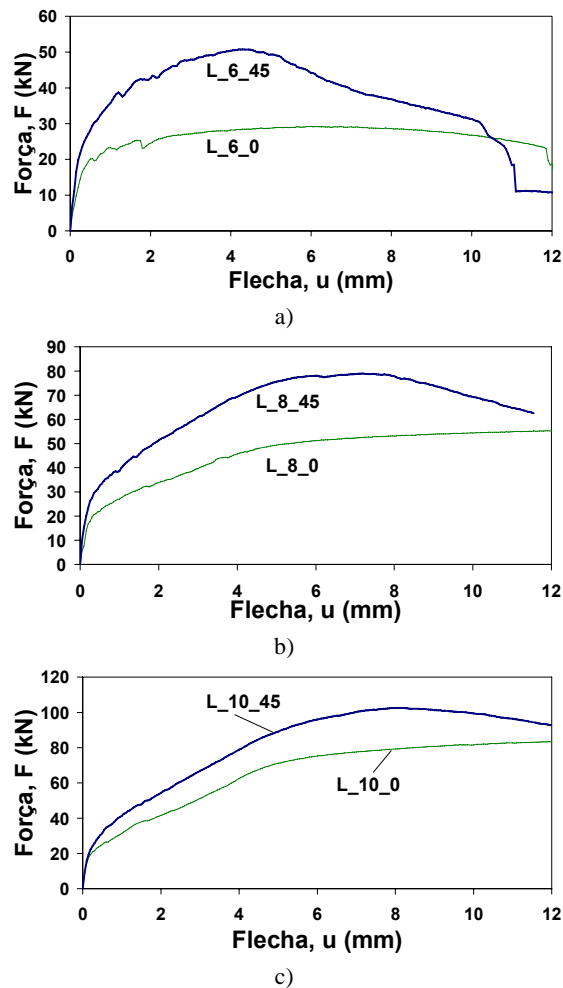 60
50
40
30
20
10
0
Força, F (kN)
L_6_45
L_6_0
0 2 4 6 8 10 12
Flecha, u (mm)
a)
90
80
70
60
50
40
30
20
10
0
Força, F (kN)
L_8_45
L_8_0
0 2 4 6 8 10 12
Flecha, u (mm)
b)
120
100
80
60
40
20
0
Força, F (kN)
L_10_45
L_10_0
0 2 4 6 8 10 12
Flecha, u (mm)
c)